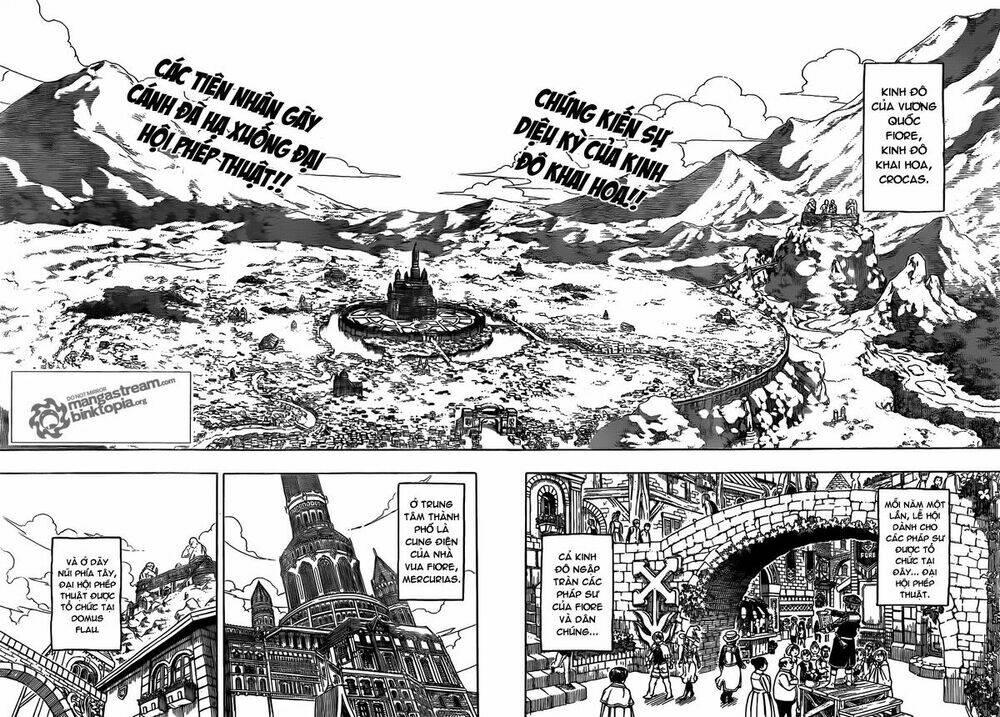 KINH ĐÔ
CỦA VƯƠNG
QUỐC
FIORE,
KINH ĐÔ
KHAI HOA,
CROCAS.
CHỨNG KIẾN SỰ
DIỆU KỲ CỦA KINH
ĐÔ KHAI HOA!!
CÁC TIÊN NHÂN GÃY
CÁNH ĐÃ HẠ XUỐNG ĐẠI
HỘI PHÉP THUẬT!!
DO NOT MIRROR
mangastream.com
binktopia.org
MỖI NĂM MỘT
LẦN, LỄ HỘI
DÀNH CHO
CÁC PHÁP SƯ
ĐƯỢC TỔ
CHỨC TẠI
ĐÂY... ĐẠI
HỘI PHÉP
THUẬT.
FIORE
CẢ KINH
ĐÔ NGẬP
TRÀN CÁC
PHÁP SƯ
CỦA FIORE
VÀ DÂN
CHÚNG...
Ở TRUNG
TÂM THÀNH
PHỐ LÀ
CUNG ĐIỆN
CỦA NHÀ
VUA FIORE,
MERCURIAS.
VÀ Ở DÃY
NÚI PHÍA TÂY,
ĐẠI HỘI PHÉP
THUẬT ĐƯỢC
TỔ CHỨC TẠI
DOMUS
FLAU.